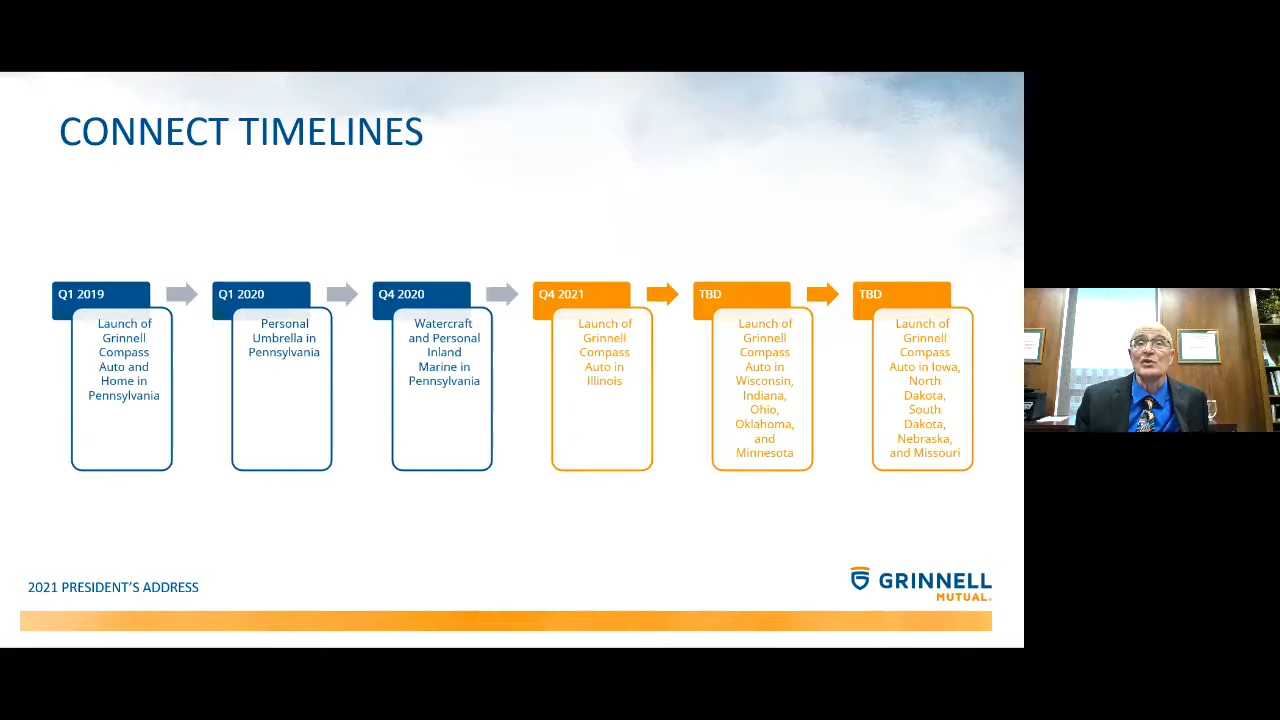 CONNECT TIMELINES
Q1 2019
Launch of
Grinnell
Compass
Auto and
Home in
Pennsylvania
Q1 2020
Personal
Umbrella in
Pennsylvania
Q4 2020
Watercraft
and Personal
Inland
Marine in
Pennsylvania
Q4 2021
Launch of
Grinnell
Compass
Auto in
Illinois
TBD
Launch of
Grinnell
Compass
Auto in
Wisconsin,
Indiana,
Ohio,
Oklahoma,
and
Minnesota
TBD
Launch of
Grinnell
Compass
Auto in Iowa,
North
Dakota,
South
Dakota,
Nebraska,
and Missouri
2021 PRESIDENT'S ADDRESS
GRINNELL
MUTUAL